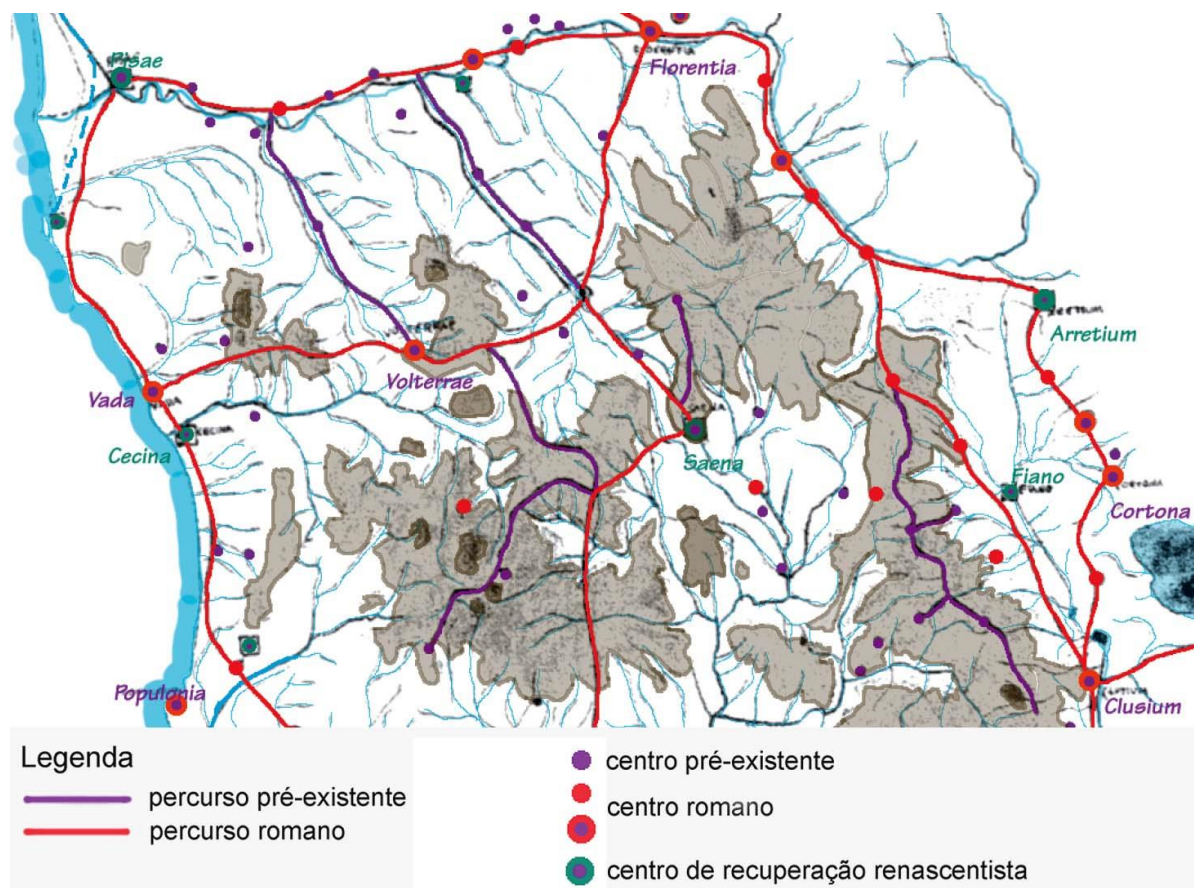 Pisae
Florentia
Arretium
Volterrae
Vada
CECINA
Cecina
Saena
Fiano
Cortona
Populonia
Clusium
Legenda
percurso pré-existente
percurso romano
centro pré-existente
centro romano
centro de recuperação renascentista